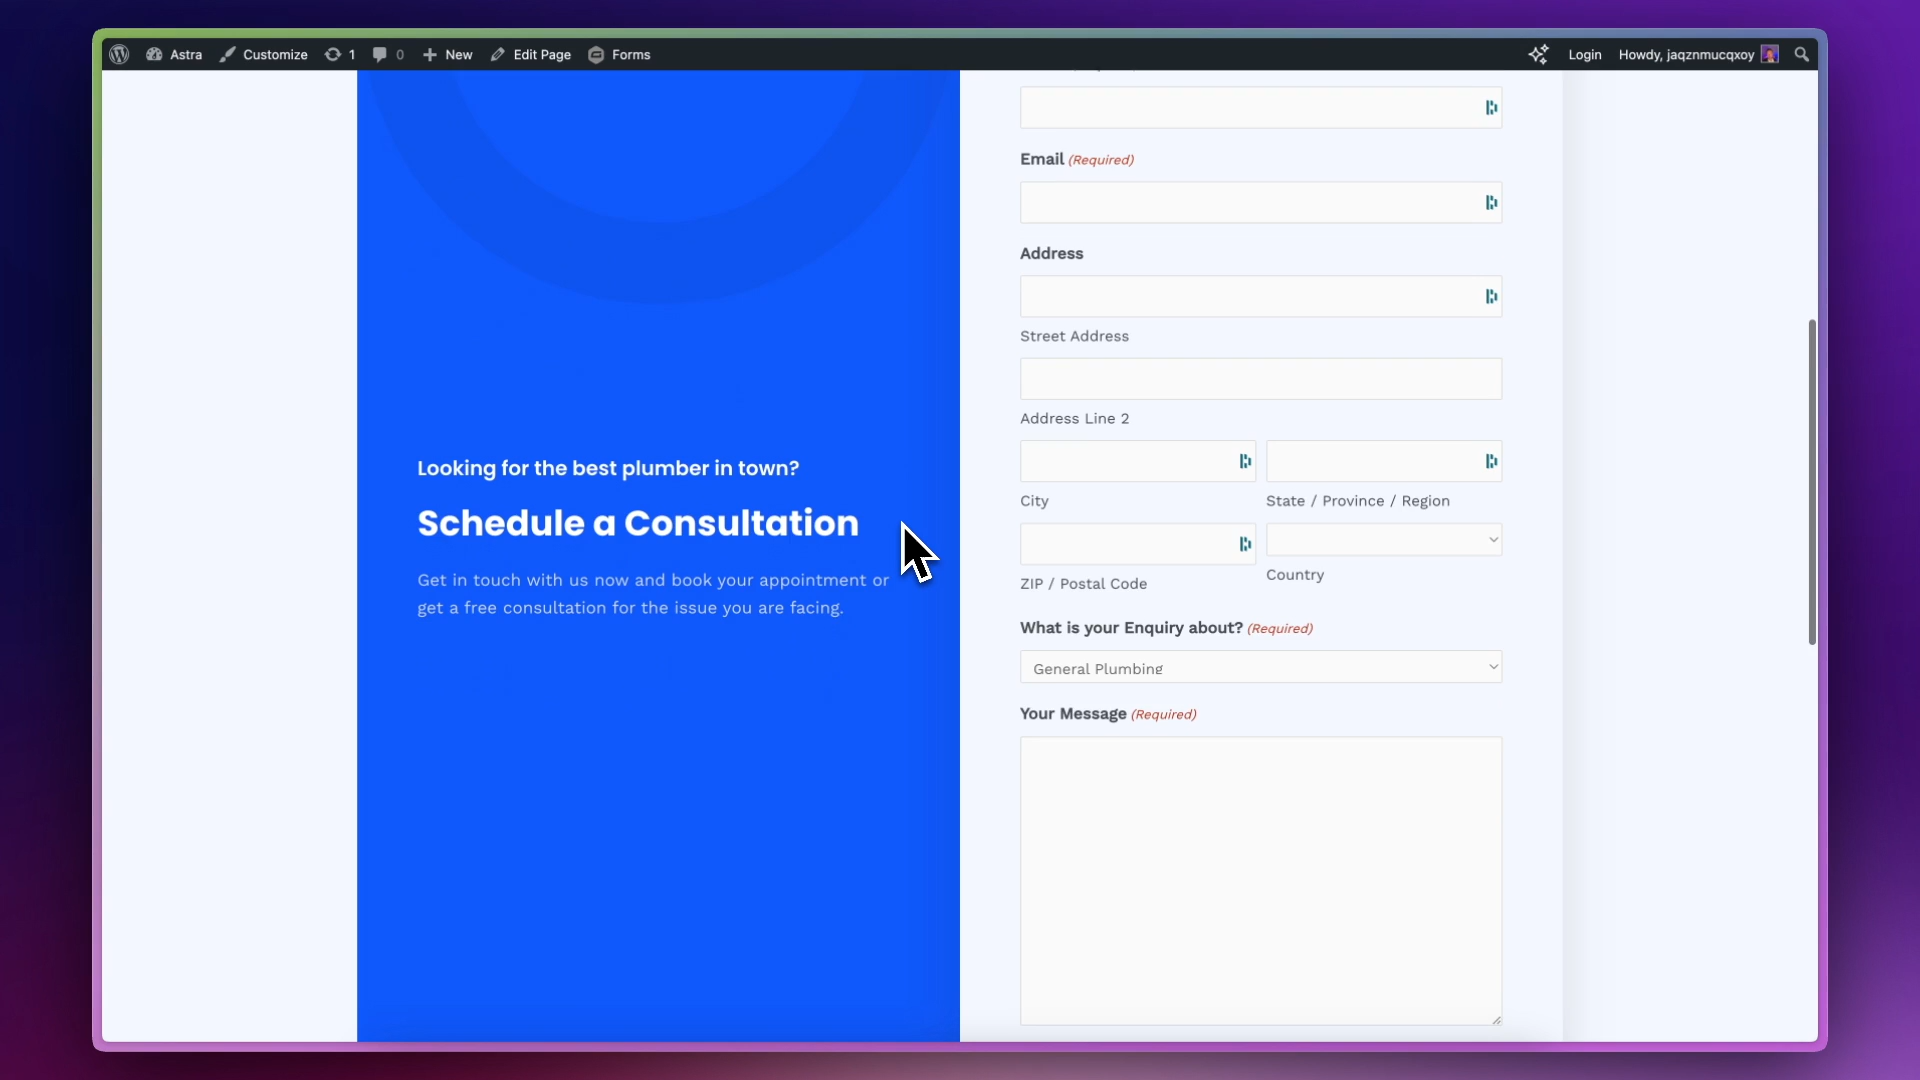 Astra
Customize
1
0
New
Edit Page
Forms
Login
Howdy, jaqznmucqxoy
Email (Required)
Address
Street Address
Address Line 2
City
State / Province / Region
ZIP / Postal Code
Country
What is your Enquiry about? (Required)
General Plumbing
Your Message (Required)
Looking for the best plumber in town?
Schedule a Consultation
Get in touch with us now and book your appointment or
get a free consultation for the issue you are facing.